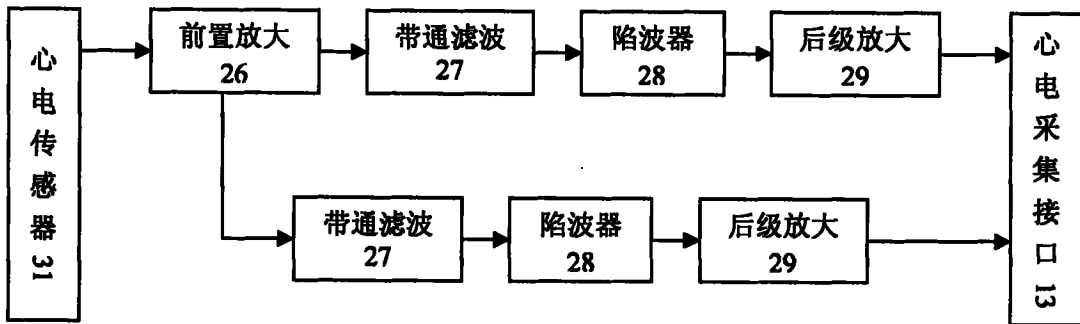 心电传感器31
前置放大
26
带通滤波
27
陷波器
28
后级放大
29
带通滤波
27
陷波器
28
后级放大
29
心电采集接口13